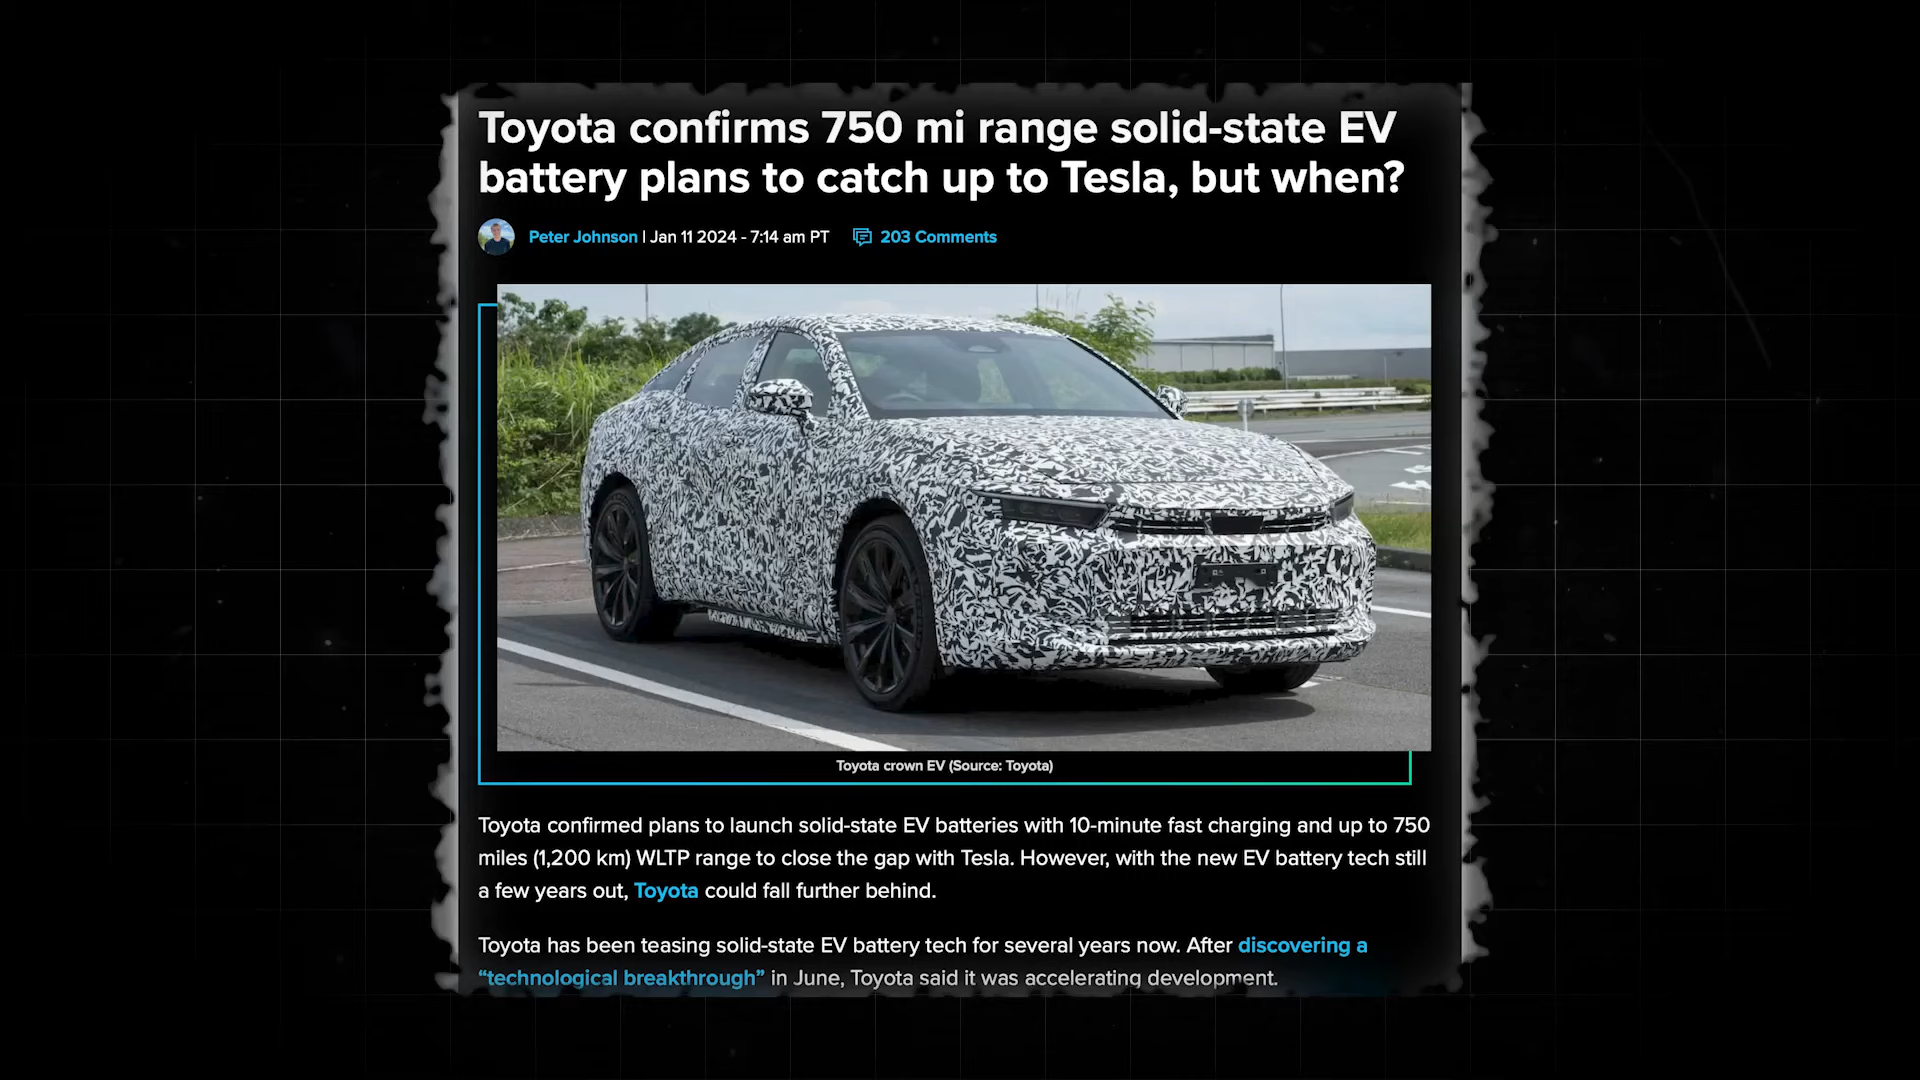 Toyota confirms 750 mi range solid-state EV
battery plans to catch up to Tesla, but when?
Peter Johnson | Jan 11 2024 - 7:14 am PT 203 Comments
Toyota crown EV (Source: Toyota)
Toyota confirmed plans to launch solid-state EV batteries with 10-minute fast charging and up to 750
miles (1,200 km) WLTP range to close the gap with Tesla. However, with the new EV battery tech still
a few years out, Toyota could fall further behind.
Toyota has been teasing solid-state EV battery tech for several years now. After discovering a
“technological breakthrough” in June, Toyota said it was accelerating development.